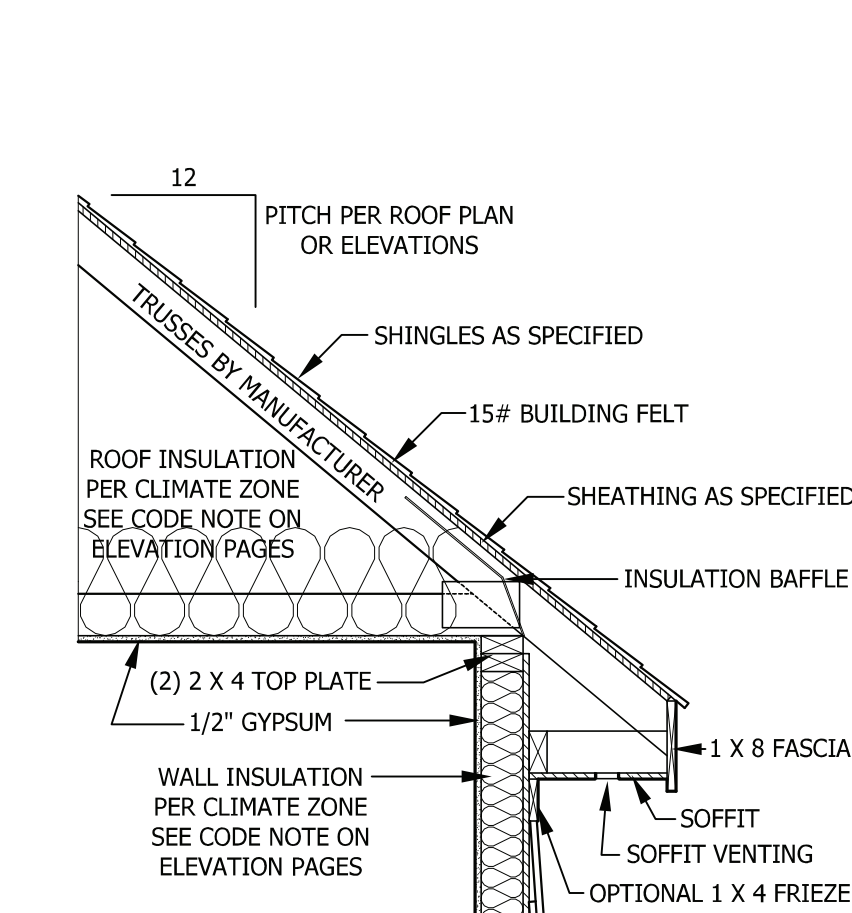 12
PITCH PER ROOF PLAN
OR ELEVATIONS
TRUSSES BY MANUFACTURER
SHINGLES AS SPECIFIED
15# BUILDING FELT
ROOF INSULATION
PER CLIMATE ZONE
SEE CODE NOTE ON
ELEVATION PAGES
SHEATHING AS SPECIFIED
INSULATION BAFFLE
(2) 2 X 4 TOP PLATE
1/2" GYPSUM
1 X 8 FASCIA
WALL INSULATION
PER CLIMATE ZONE
SEE CODE NOTE ON
ELEVATION PAGES
SOFFIT
SOFFIT VENTING
OPTIONAL 1 X 4 FRIEZE